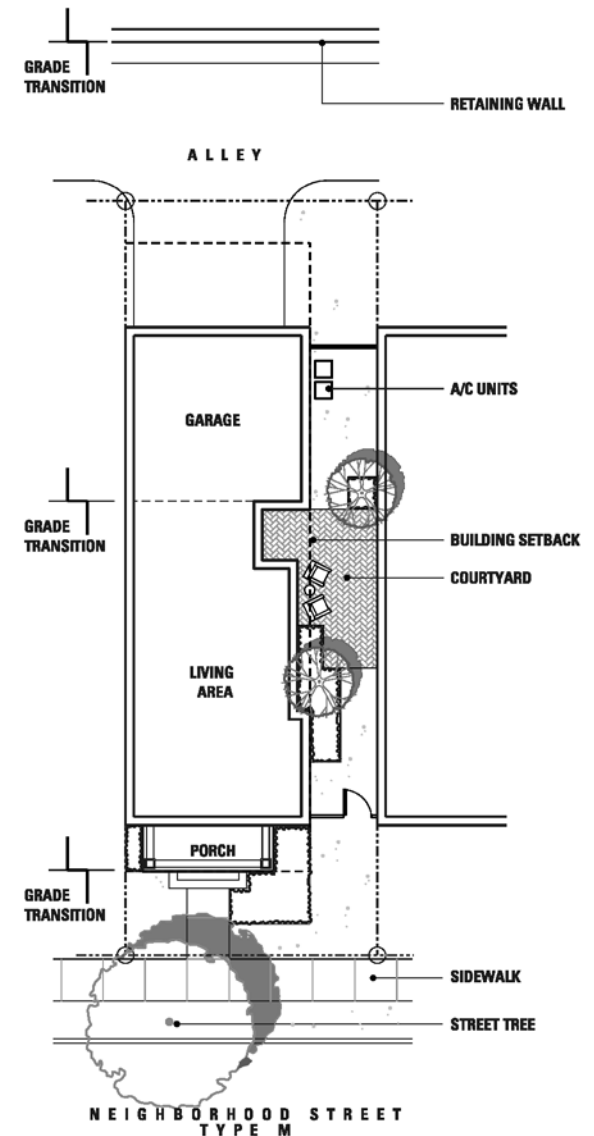 GRADE
TRANSITION
RETAINING WALL
ALLEY
A/C UNITS
GARAGE
GRADE
TRANSITION
BUILDING SETBACK
COURTYARD
LIVING
AREA
PORCH
GRADE
TRANSITION
SIDEWALK
STREET TREE
NEIGHBORHOOD STREET
TYPE M